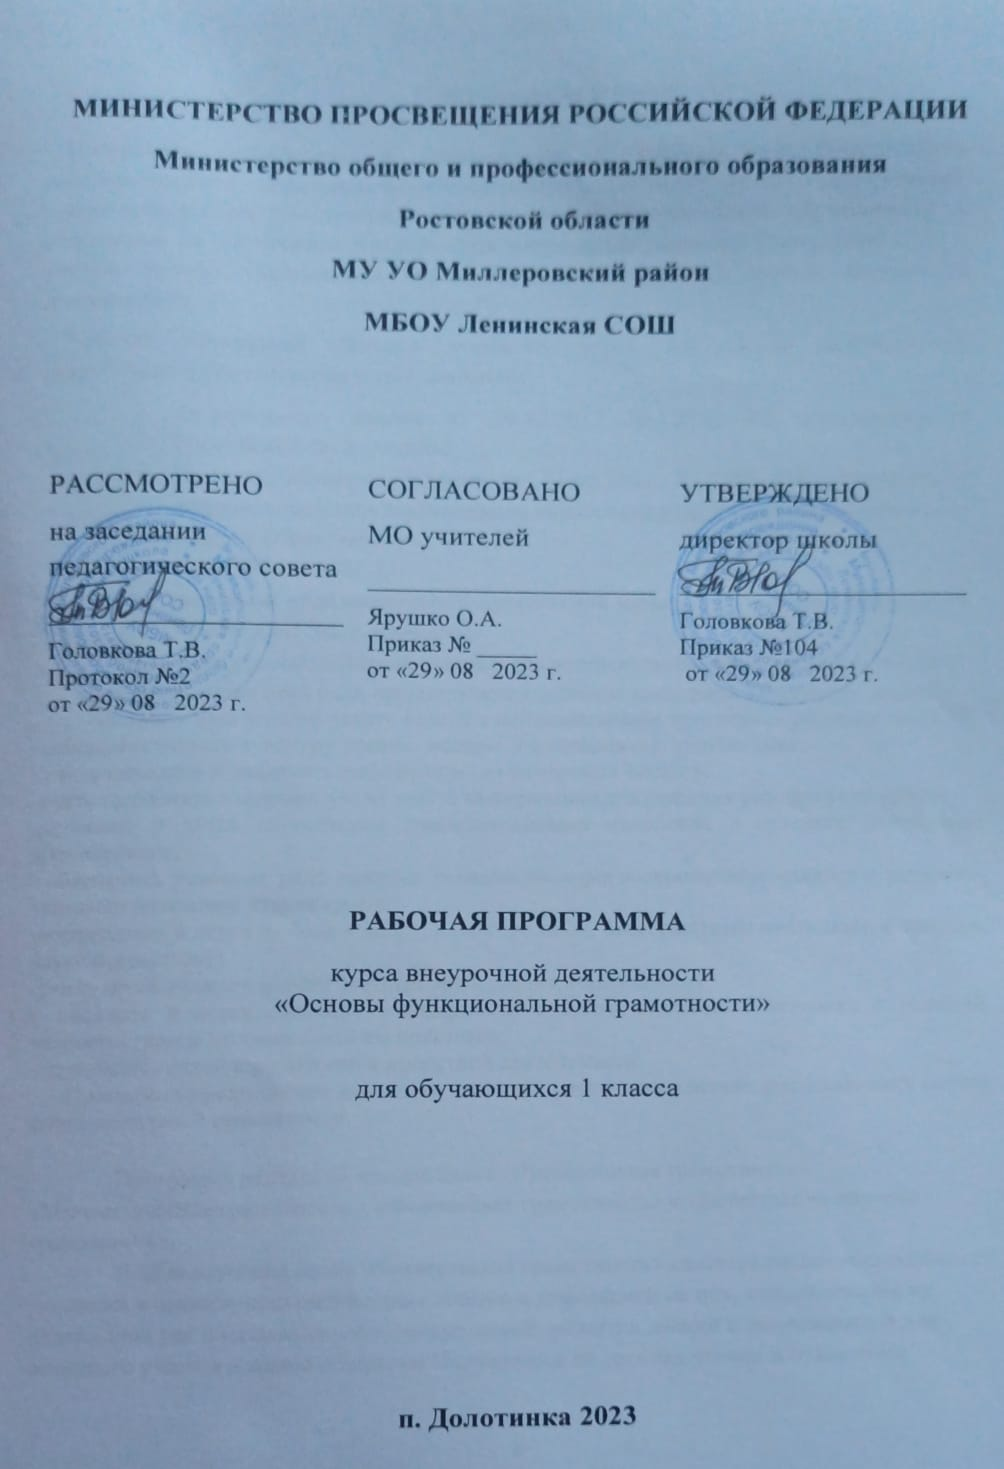 МИНИСТЕРСТВО ПРОСВЕЩЕНИЯ РОССИЙСКОЙ ФЕДЕРАЦИИ
Министерство общего и профессионального образования
Ростовской области
МУ УО Миллеровский район
МБОУ Ленинская СОШ
РАССМОТРЕНО
на заседании
педагогического совета
Головкова Т.В.
Протокол №2
от «29» 08 2023 г.
СОГЛАСОВАНО
МО учителей
Ярушко О.А.
Приказ № _____
от «29» 08 2023 г.
УТВЕРЖДЕНО
директор школы
Головкова Т.В.
Приказ №104
от «29» 08 2023 г.
РАБОЧАЯ ПРОГРАММА
курса внеурочной деятельности
«Основы функциональной грамотности»
для обучающихся 1 класса
п. Долотинка 2023